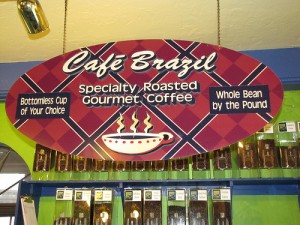 Café Brazil
Specialty Roasted
Gourmet Coffee
Bottomless Cup
of Your Choice
Whole Bean
by the Pound